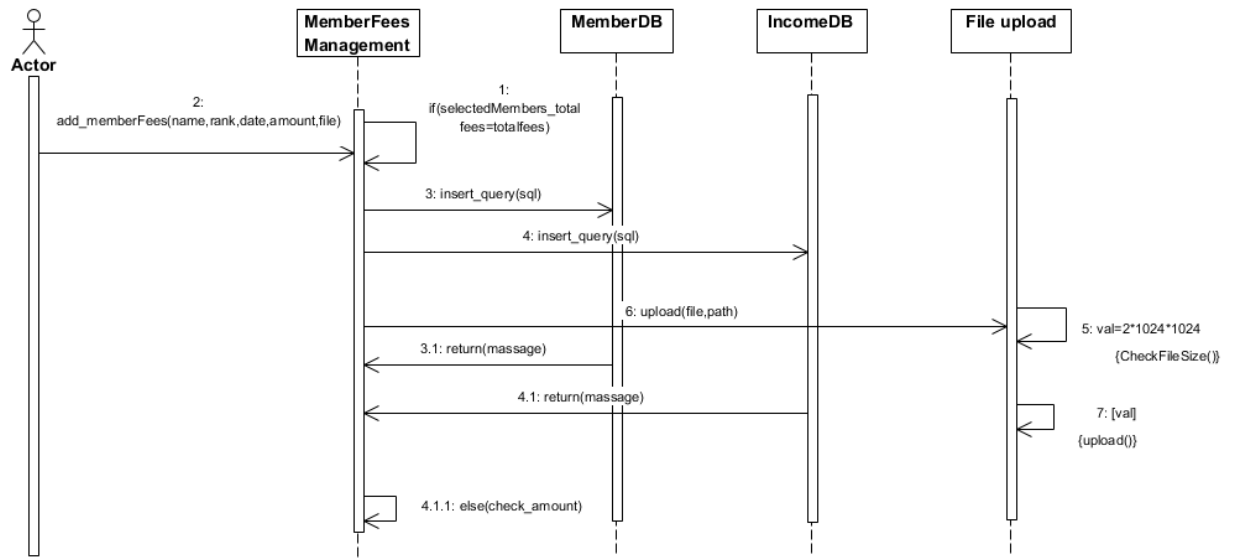 MemberFees
Management
MemberDB
IncomeDB
File upload
Actor
2:
add_memberFees(name,rank,date,amount,file)
1:
if(selectedMembers_total
fees=totalfees)
3: insert_query(sql)
4: insert_query(sql)
6: upload(file,path)
5: val=2*1024*1024
{CheckFileSize()}
3.1: return(massage)
4.1: return(massage)
7: [val]
{upload()}
4.1.1: else(check_amount)